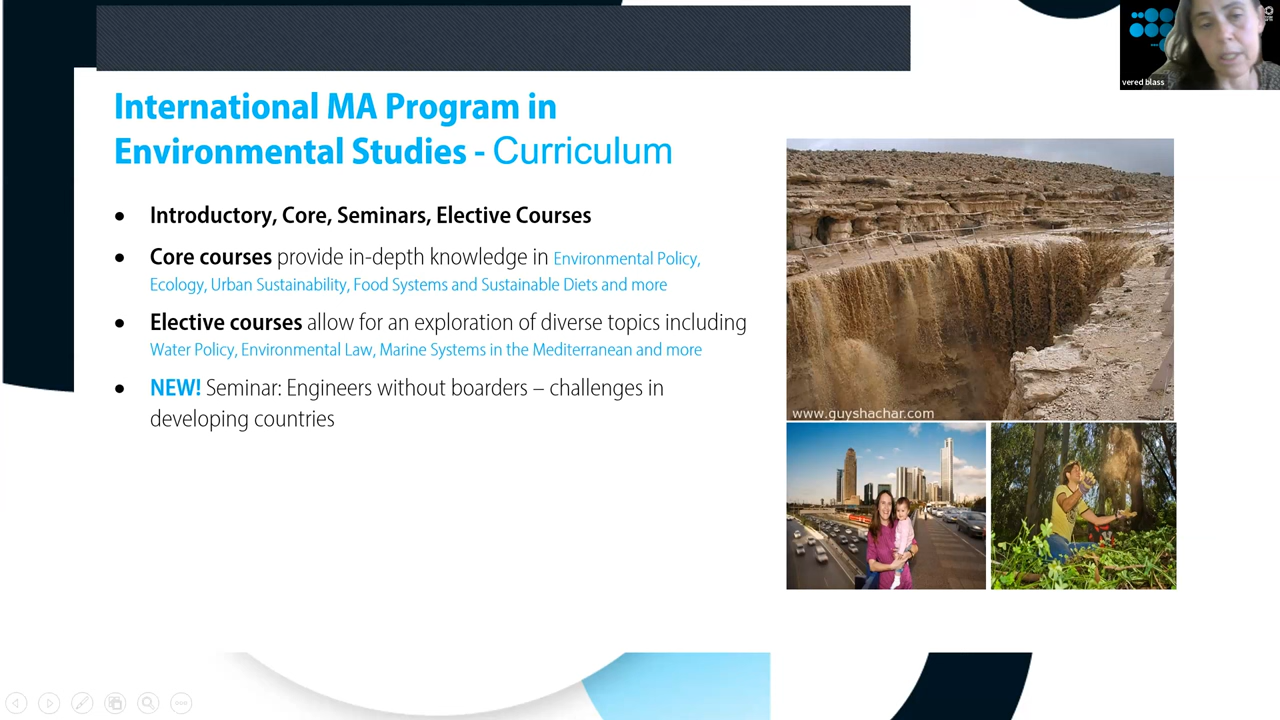 vered blass
International MA Program in
Environmental Studies - Curriculum
• Introductory, Core, Seminars, Elective Courses
• Core courses provide in-depth knowledge in Environmental Policy,
Ecology, Urban Sustainability, Food Systems and Sustainable Diets and more
• Elective courses allow for an exploration of diverse topics including
Water Policy, Environmental Law, Marine Systems in the Mediterranean and more
• NEW! Seminar: Engineers without boarders – challenges in
developing countries
www.guyshachar.com